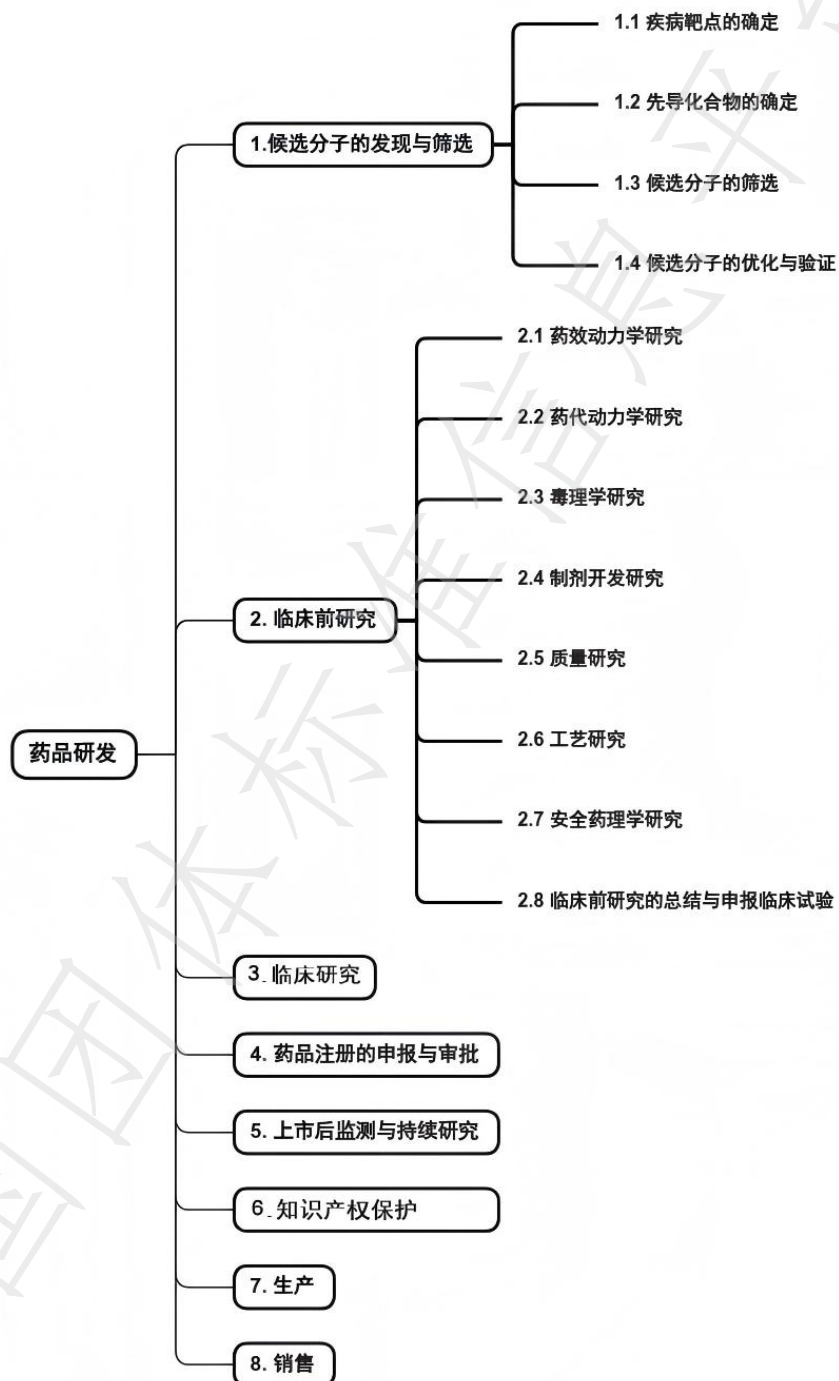 药品研发
1.候选分子的发现与筛选
1.1 疾病靶点的确定
1.2 先导化合物的确定
1.3 候选分子的筛选
1.4 候选分子的优化与验证
2. 临床前研究
2.1 药效动力学研究
2.2 药代动力学研究
2.3 毒理学研究
2.4 制剂开发研究
2.5 质量研究
2.6 工艺研究
2.7 安全药理学研究
2.8 临床前研究的总结与申报临床试验
3.临床研究
4. 药品注册的申报与审批
5. 上市后监测与持续研究
6.知识产权保护
7. 生产
8. 销售
国团体标准信息平